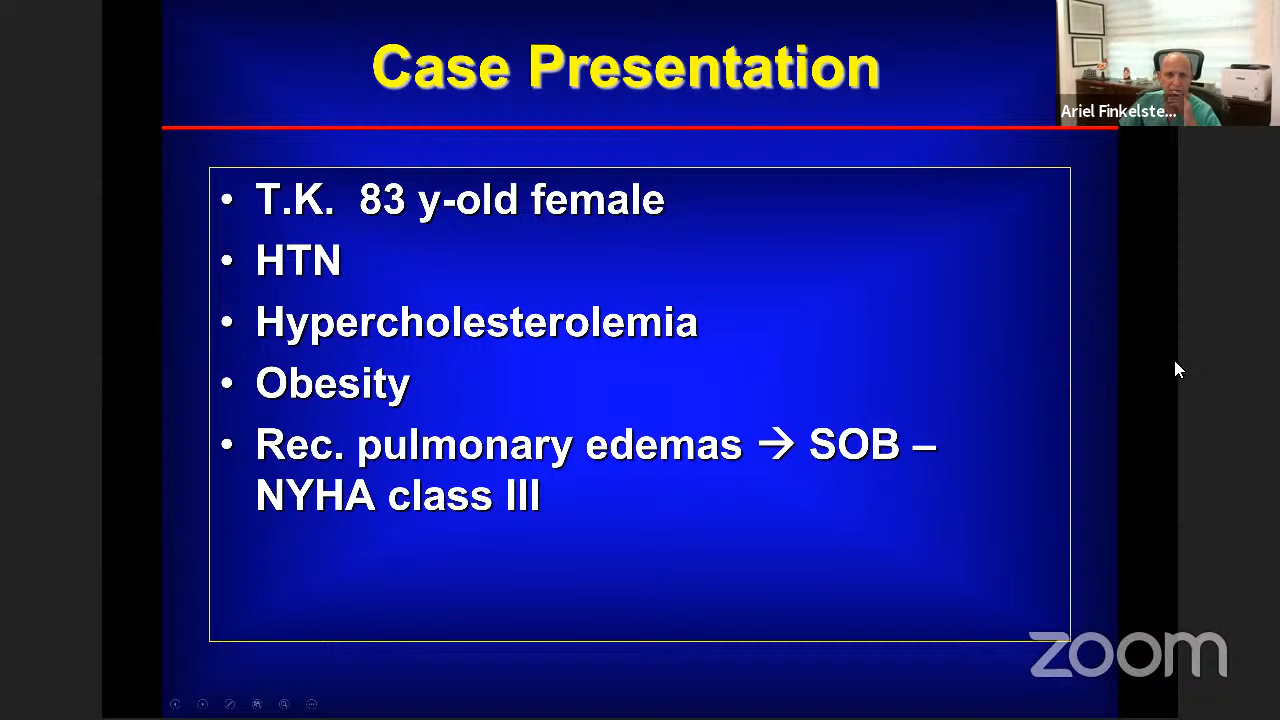 Case Presentation
Ariel Finkelste...
• T.K. 83 y-old female
• HTN
• Hypercholesterolemia
• Obesity
• Rec. pulmonary edemas → SOB –
NYHA class III
zoom